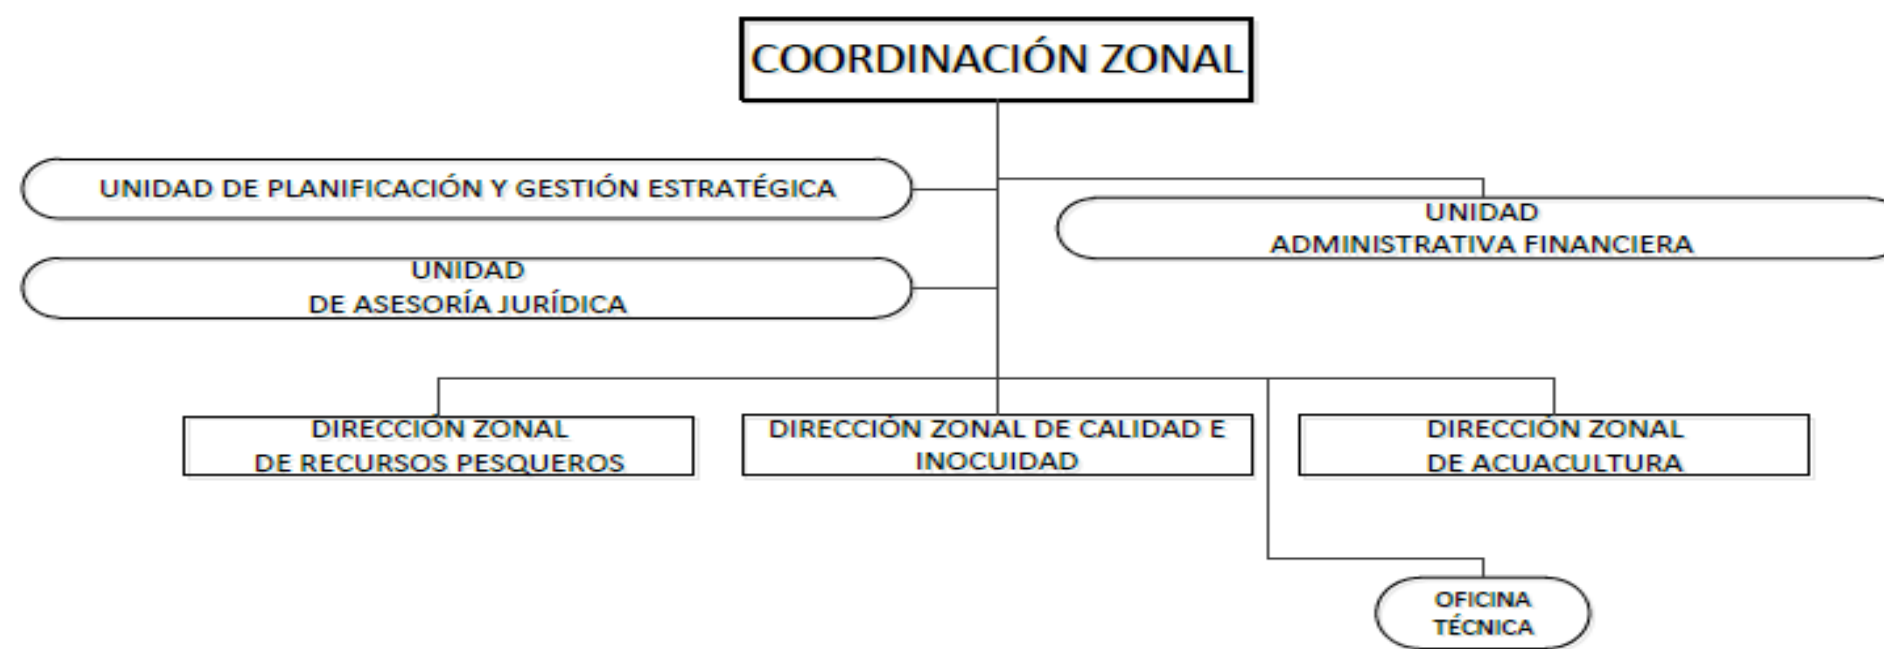 COORDINACIÓN ZONAL
UNIDAD DE PLANIFICACIÓN Y GESTIÓN ESTRATÉGICA
UNIDAD
ADMINISTRATIVA FINANCIERA
UNIDAD
DE ASESORÍA JURÍDICA
DIRECCIÓN ZONAL
DE RECURSOS PESQUEROS
DIRECCIÓN ZONAL DE CALIDAD E
INOCUIDAD
DIRECCIÓN ZONAL
DE ACUACULTURA
OFICINA
TÉCNICA